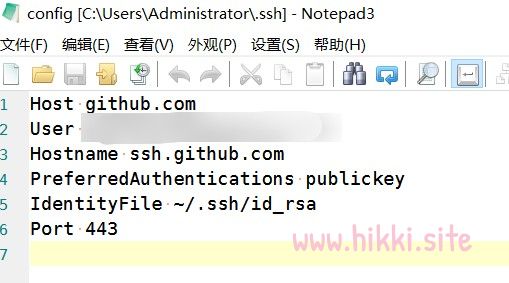 config [C:\Users\Administrator\.ssh] - Notepad3
文件(F) 编辑(E) 查看(V) 外观(P) 设置(S) 帮助(H)
1 Host github.com
2 User
3 Hostname ssh.github.com
4 PreferredAuthentications publickey
5 IdentityFile ~/.ssh/id_rsa
6 Port 443
7
www.hikki.site